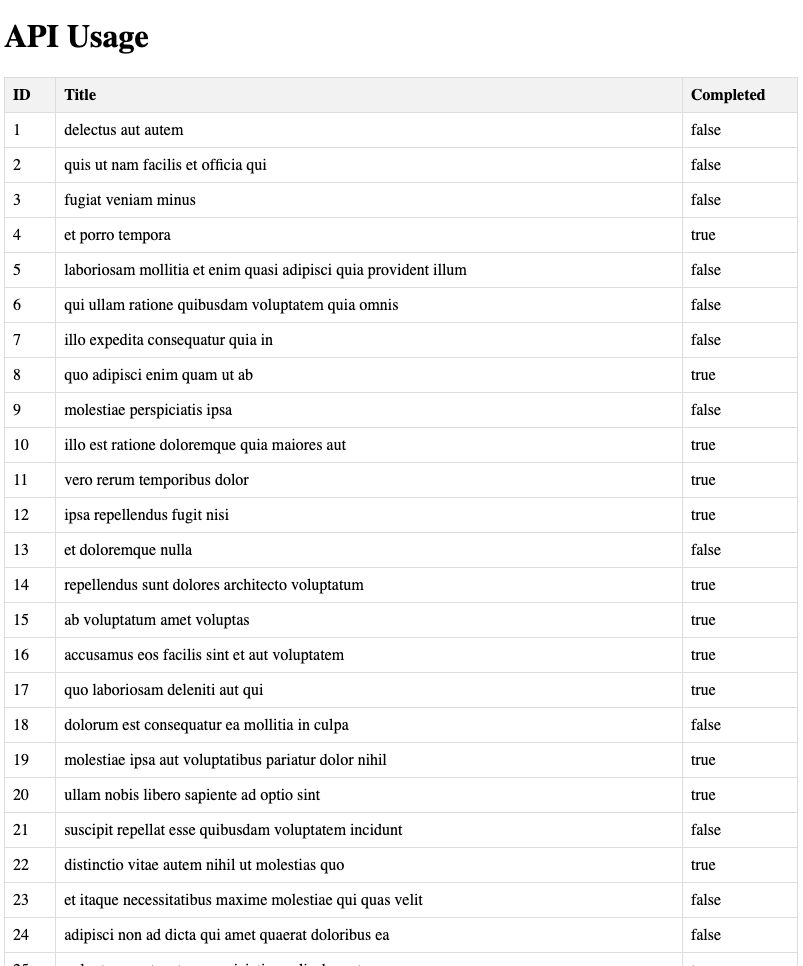 API Usage
ID Title Completed
1 delectus aut autem false
2 quis ut nam facilis et officia qui false
3 fugiat veniam minus false
4 et porro tempora true
5 laboriosam mollitia et enim quasi adipisci quia provident illum false
6 qui ullam ratione quibusdam voluptatem quia omnis false
7 illo expedita consequatur quia in false
8 quo adipisci enim quam ut ab true
9 molestiae perspiciatis ipsa false
10 illo est ratione doloremque quia maiores aut true
11 vero rerum temporibus dolor true
12 ipsa repellendus fugit nisi true
13 et doloremque nulla false
14 repellendus sunt dolores architecto voluptatum true
15 ab voluptatum amet voluptas true
16 accusamus eos facilis sint et aut voluptatem true
17 quo laboriosam deleniti aut qui true
18 dolorum est consequatur ea mollitia in culpa false
19 molestiae ipsa aut voluptatibus pariatur dolor nihil true
20 ullam nobis libero sapiente ad optio sint true
21 suscipit repellat esse quibusdam voluptatem incidunt false
22 distinctio vitae autem nihil ut molestias quo true
23 et itaque necessitatibus maxime molestiae qui quas velit false
24 adipisci non ad dicta qui amet quaerat doloribus ea false